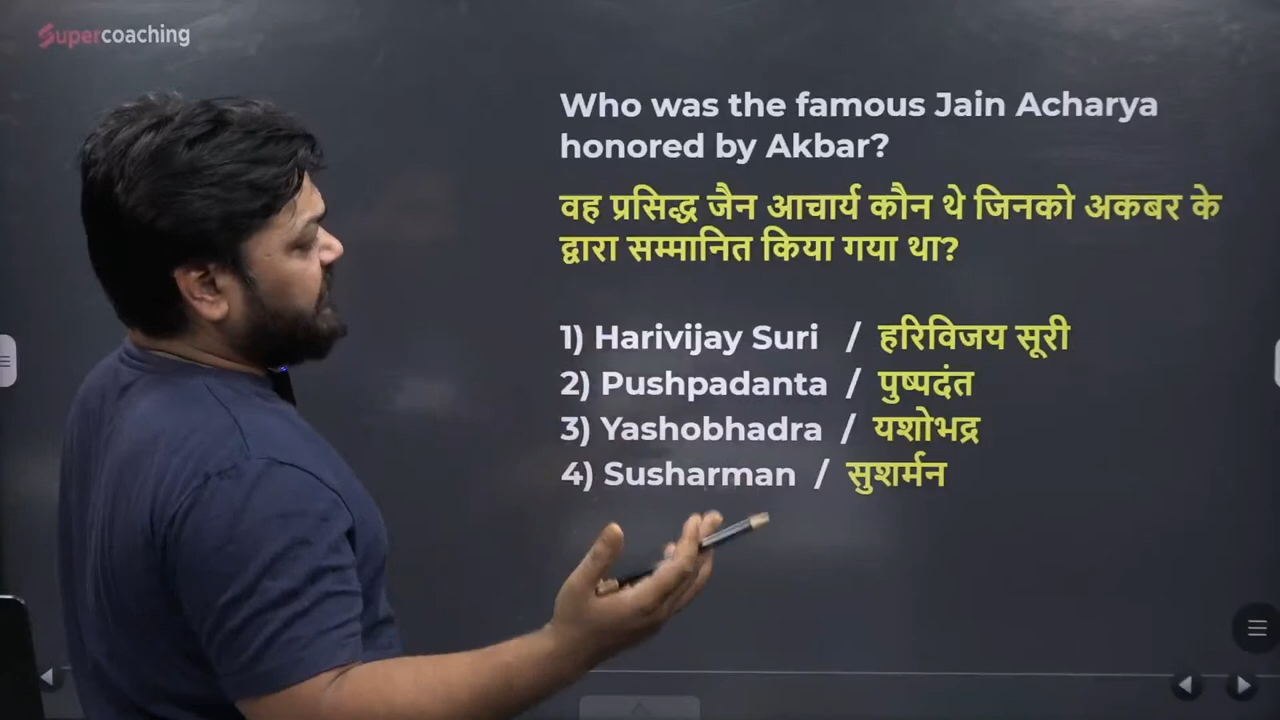 Supercoaching
Who was the famous Jain Acharya
honored by Akbar?
वह प्रसिद्ध जैन आचार्य कौन थे जिनको अकबर के
द्वारा सम्मानित किया गया था?
1) Harivijay Suri / हरिविजय सूरी
2) Pushpadanta / पुष्पदंत
3) Yashobhadra / यशोभद्र
4) Susharman / सुशर्मन